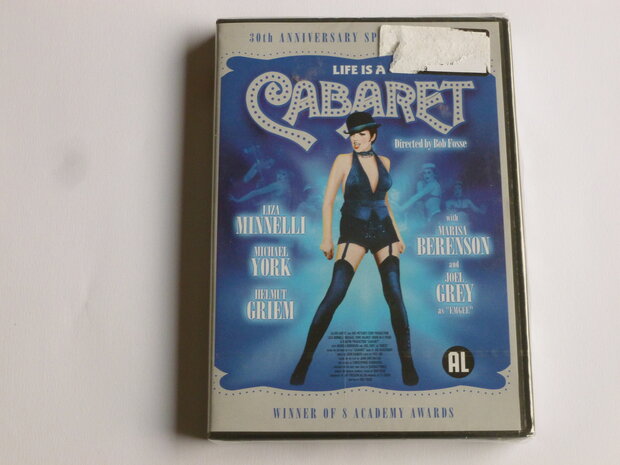 30th ANNIVERSARY SP
LIFE IS A
CABARET
Directed by Bob Fosse
LIZA
MINNELLI
MICHAEL
YORK
HELMUT
GRIEM
with
MARISA
BERENSON
and
JOEL
GREY
as "EMCEE"
AL
WINNER OF 8 ACADEMY AWARDS